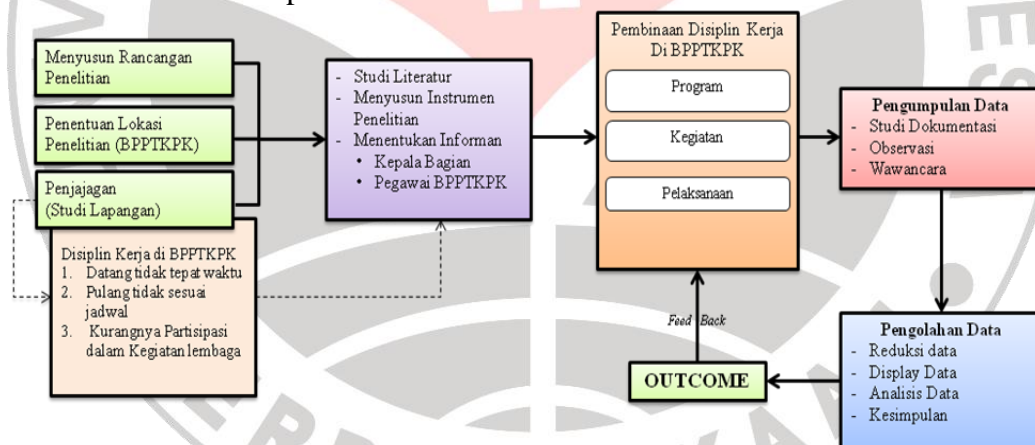 Menyusun Rancangan
Penelitian
Penentuan Lokasi
Penelitian (BPPTKPK)
Penjajagan
(Studi Lapangan)
Disiplin Kerja di BPPTKPK
1. Datang tidak tepat waktu
2. Pulang tidak sesuai
jadwal
3. Kurangnya Partisipasi
dalam Kegiatan lembaga
- Studi Literatur
- Menyusun Instrumen
Penelitian
- Menentukan Informan
• Kepala Bagian
• Pegawai BPPTKPK
Pembinaan Disiplin Kerja
Di BPPTKPK
Program
Kegiatan
Pelaksanaan
Pengumpulan Data
- Studi Dokumentasi
- Observasi
- Wawancara
Pengolahan Data
- Reduksi data
- Display Data
- Analisis Data
- Kesimpulan
OUTCOME
Feed Back